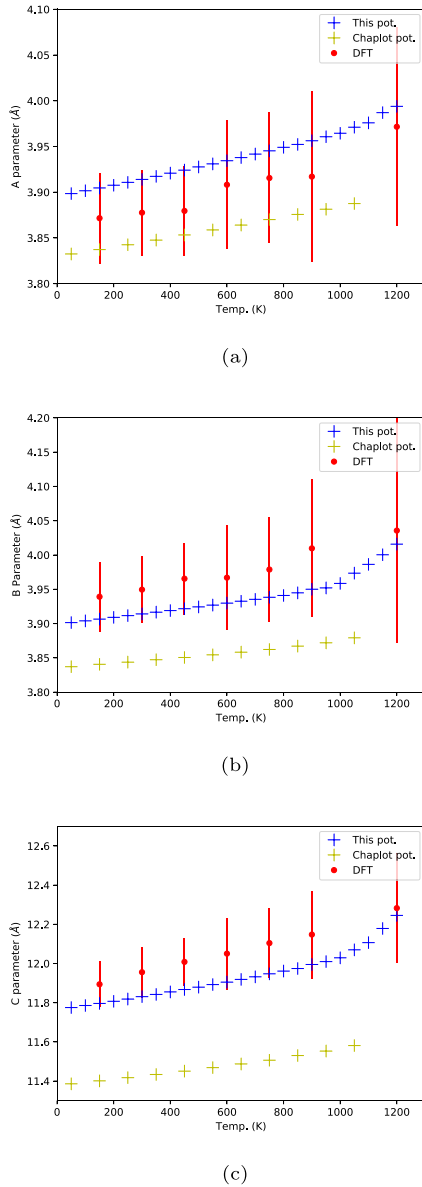 4.10
4.05
4.00
3.95
3.90
3.85
3.80
A parameter (Å)
This pot.
Chaplot pot.
DFT
0 200 400 600 800 1000 1200
Temp. (K)
(a)
4.20
4.15
4.10
4.05
4.00
3.95
3.90
3.85
3.80
B Parameter (Å)
This pot.
Chaplot pot.
DFT
0 200 400 600 800 1000 1200
Temp. (K)
(b)
12.6
12.4
12.2
12.0
11.8
11.6
11.4
C parameter (Å)
This pot.
Chaplot pot.
DFT
0 200 400 600 800 1000 1200
Temp. (K)
(c)